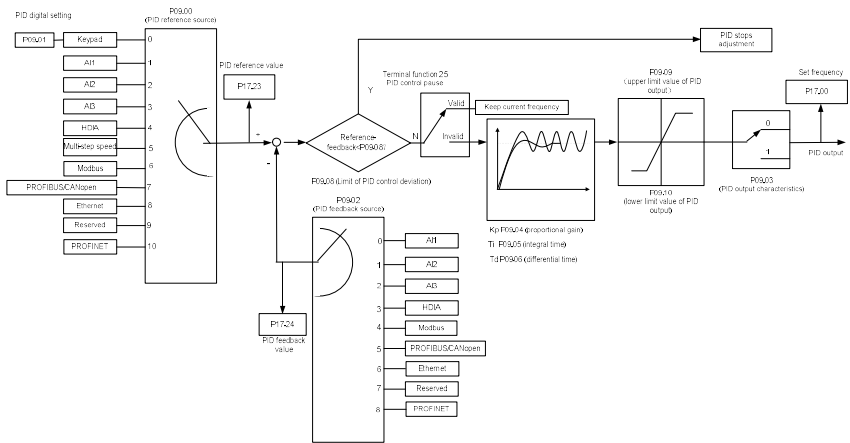 PID digital setting
P09.00
(PID reference source)
P09.01
Keypad
0
AI1
1
AI2
2
AI3
3
HDIA
4
Multi-step speed
5
Modbus
6
PROFIBUS/CANopen
7
Ethernet
8
Reserved
9
PROFINET
10
PID reference value
P17.23
+
-
Reference-
feedback<P09.08?
Y
N
P09.08 (Limit of PID control deviation)
PID stops
adjustment
Terminal function 25
PID control pause
Valid
Invalid
Keep current frequency
Kp P09.04 (proportional gain)
Ti P09.05 (integral time)
Td P09.06 (differential time)
P09.09
(upper limit value of PID
output)
P09.10
(lower limit value of PID
output)
0
1
P09.03
(PID output characteristics)
Set frequency
P17.00
PID output
P09.02
(PID feedback source)
0
AI1
1
AI2
2
AI3
3
HDIA
4
Modbus
5
PROFIBUS/CANopen
6
Ethernet
7
Reserved
8
PROFINET
P17.24
PID feedback
value